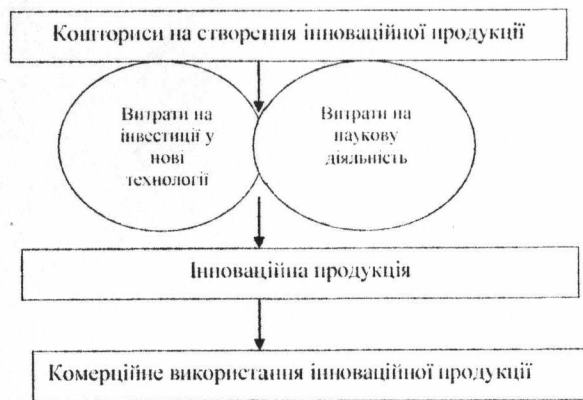 Кошториси на створення інноваційної продукції
Витрати на
інвестиції у
нові
технології
Витрати на
наукову
діяльність
Інноваційна продукція
Комерційне використання інноваційної продукції